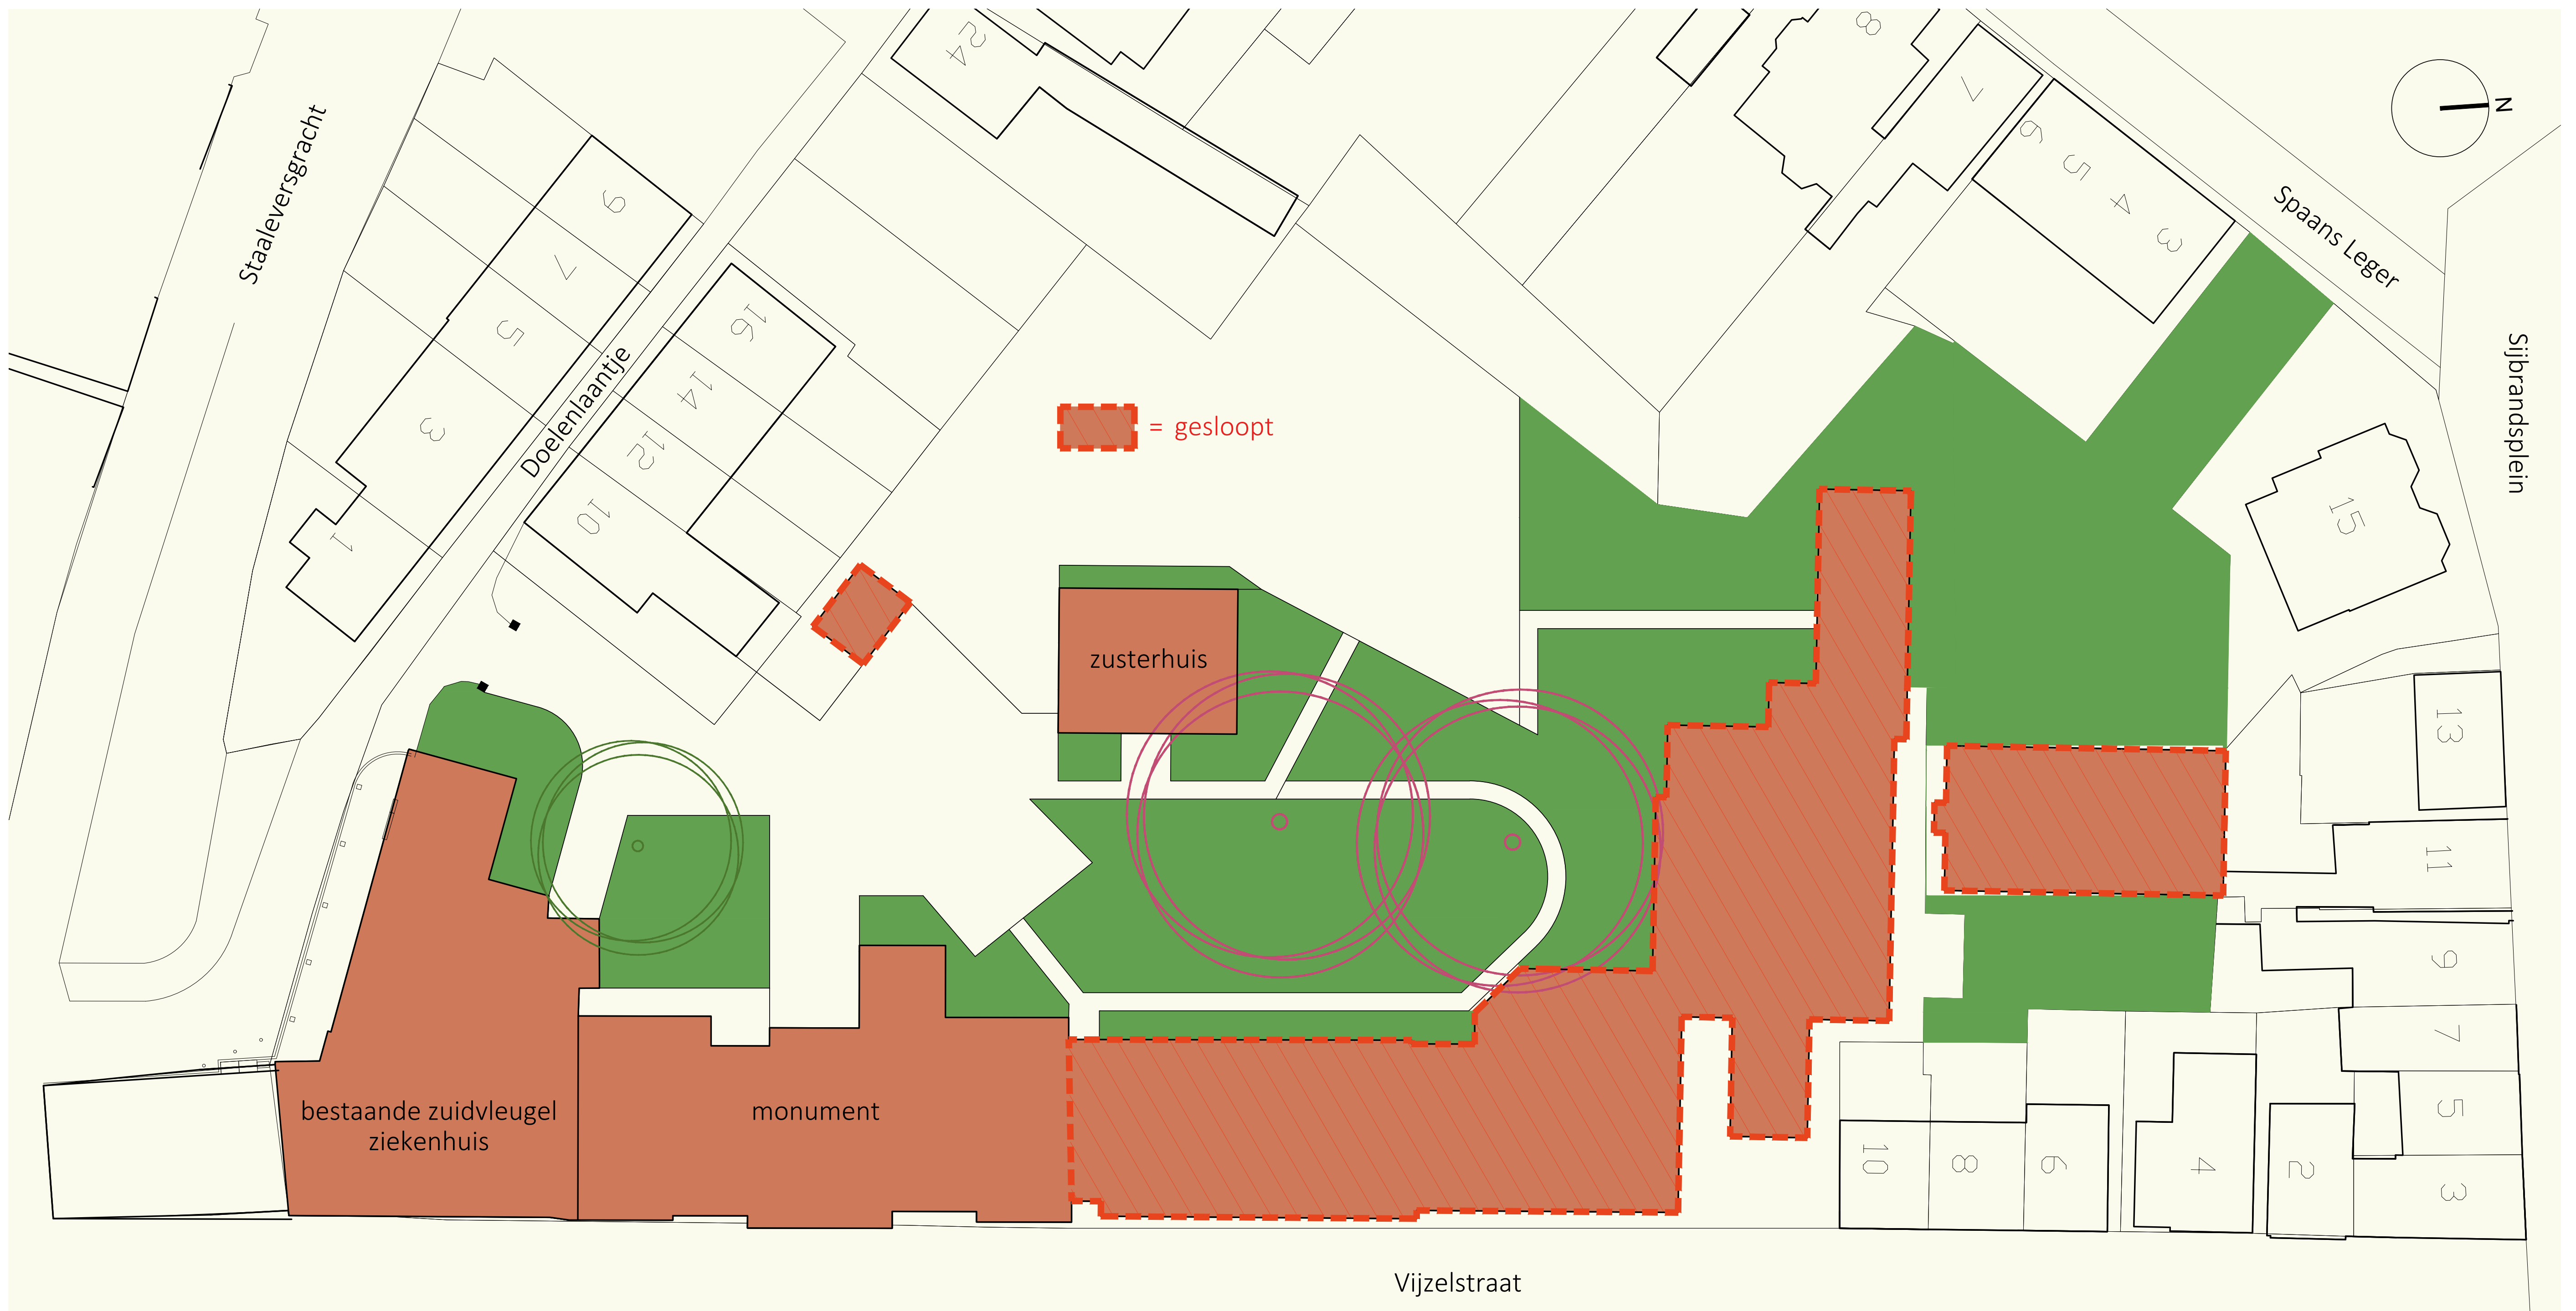 24
8
7
N
6
5
4
3
Spaans Leger
Staaleversgracht
9
7
5
3
1
Doelenlaantje
16
14
12
10
= gesloopt
Sijbrandsplein
15
zusterhuis
13
11
9
7
5
3
bestaande zuidvleugel
ziekenhuis
monument
10
8
6
4
2
Vijzelstraat